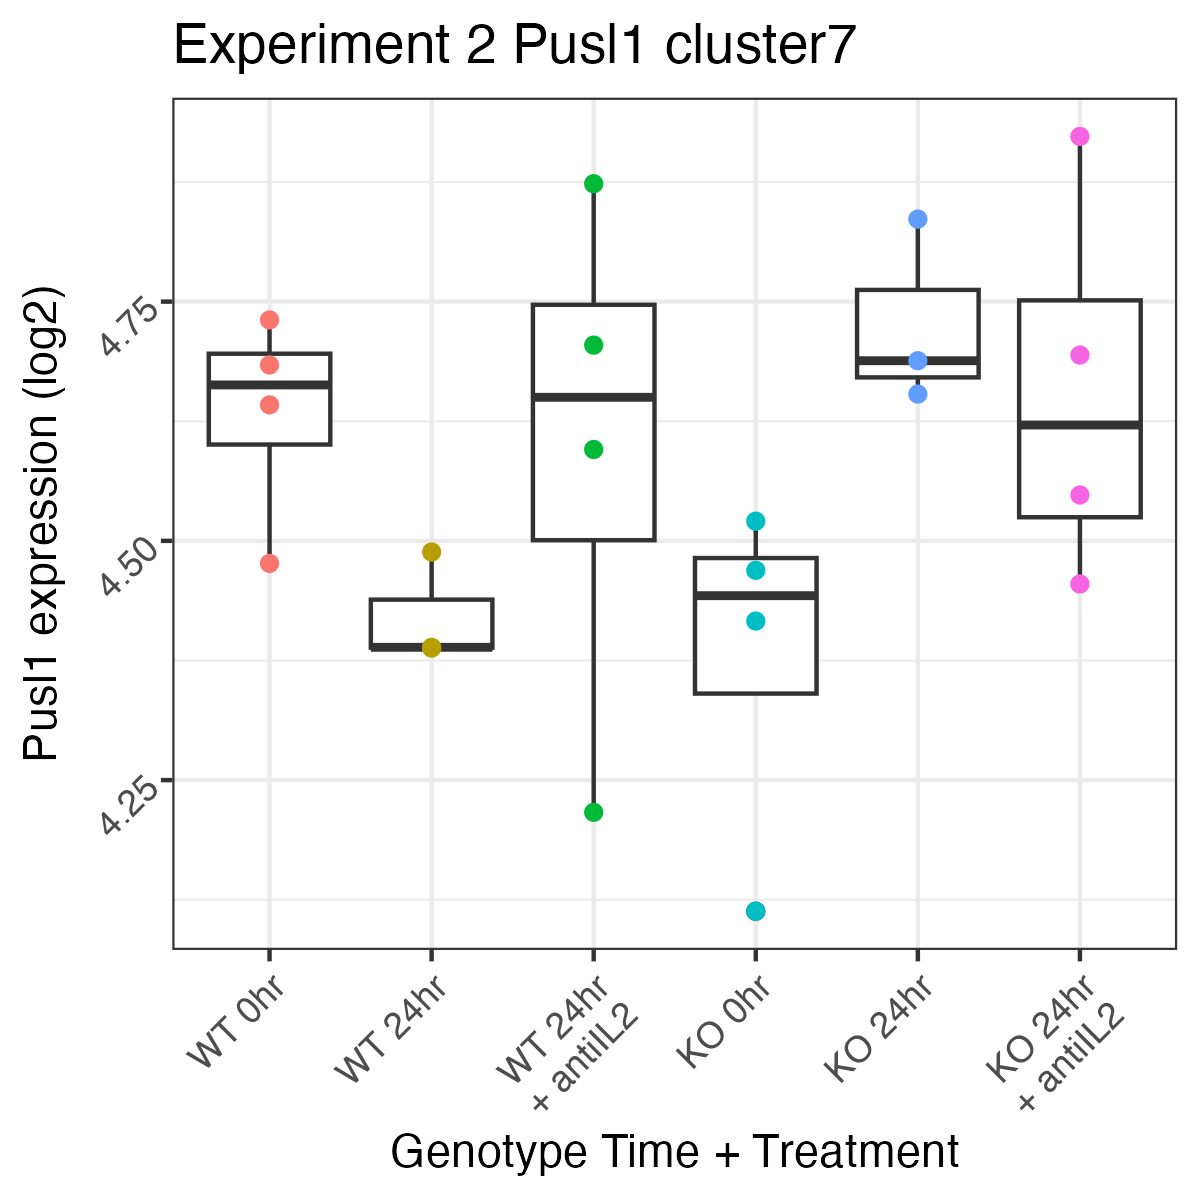 Experiment 2 Pusl1 cluster7
Pusl1 expression (log2)
4.75
4.50
4.25
WT 0hr
WT 24hr
WT 24hr
+ antiIL2
KO 0hr
KO 24hr
KO 24hr
+ antiIL2
Genotype Time + Treatment